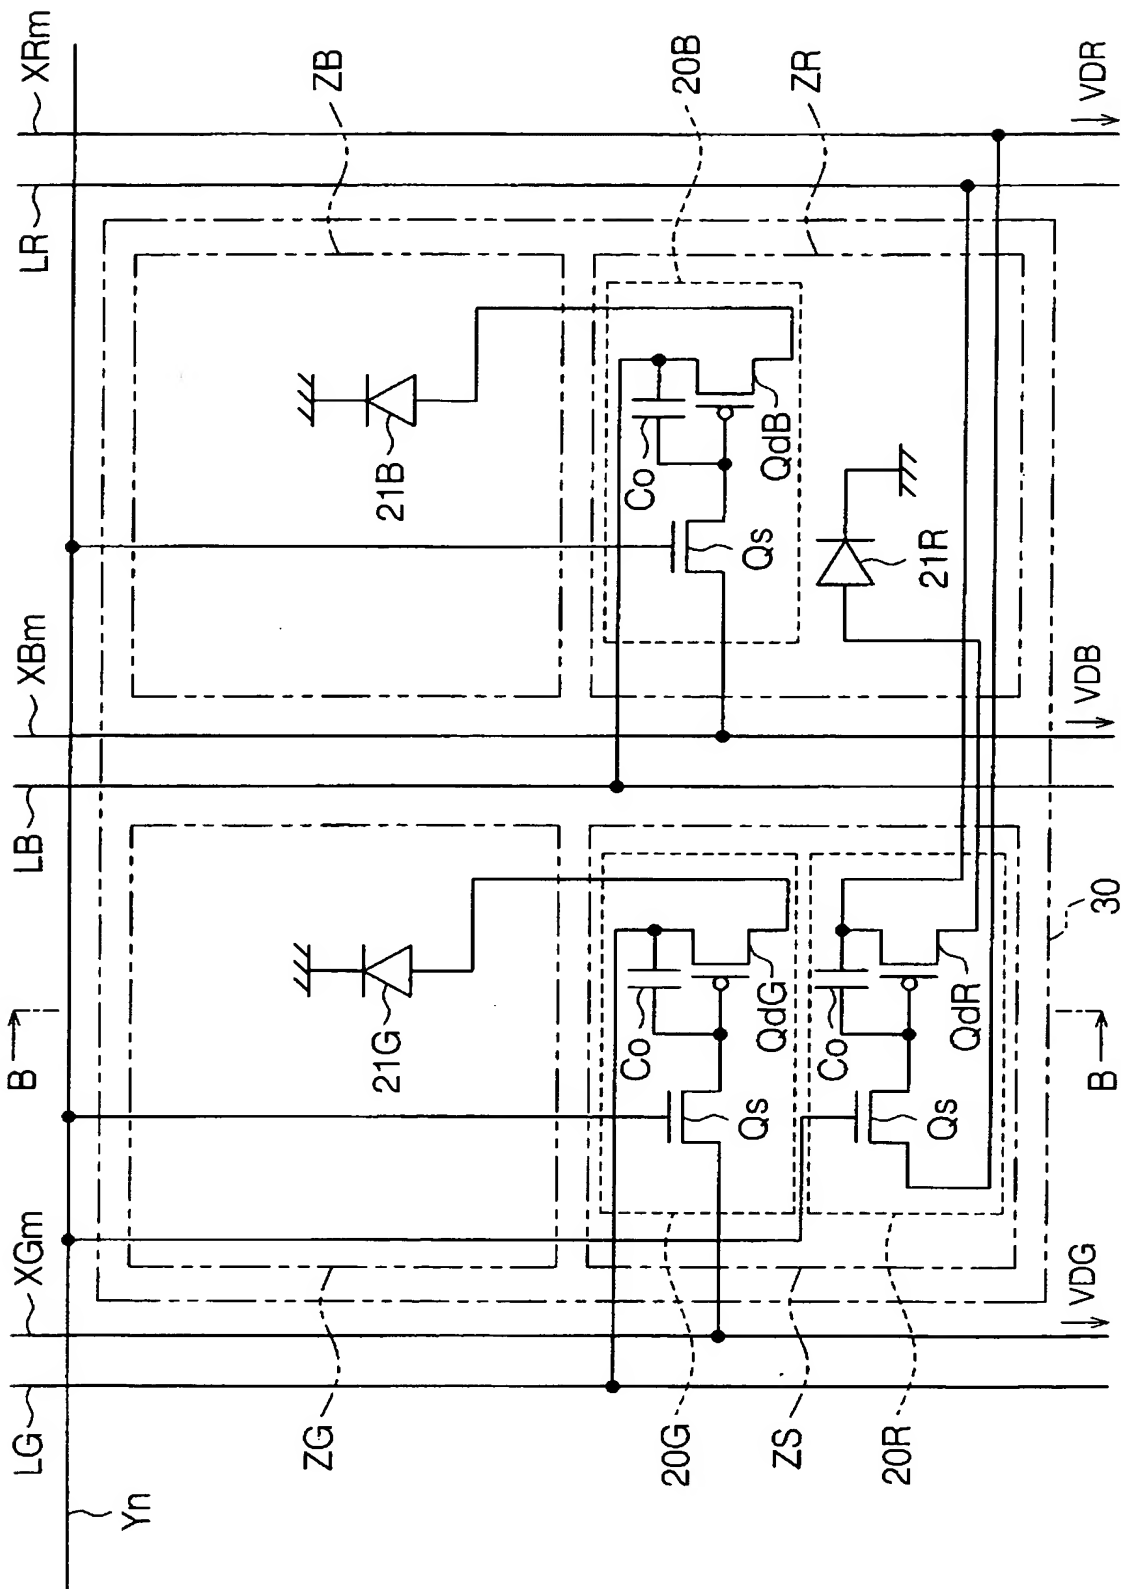 LG
XGm
LB
XBm
LR
XRm
Yn
B
ZG
21G
21B
ZB
20G
Co
Qs
QdG
Co
Qs
QdB
20B
ZS
20R
Co
Qs
QdR
21R
ZR
B
30
VDG
VDB
VDR